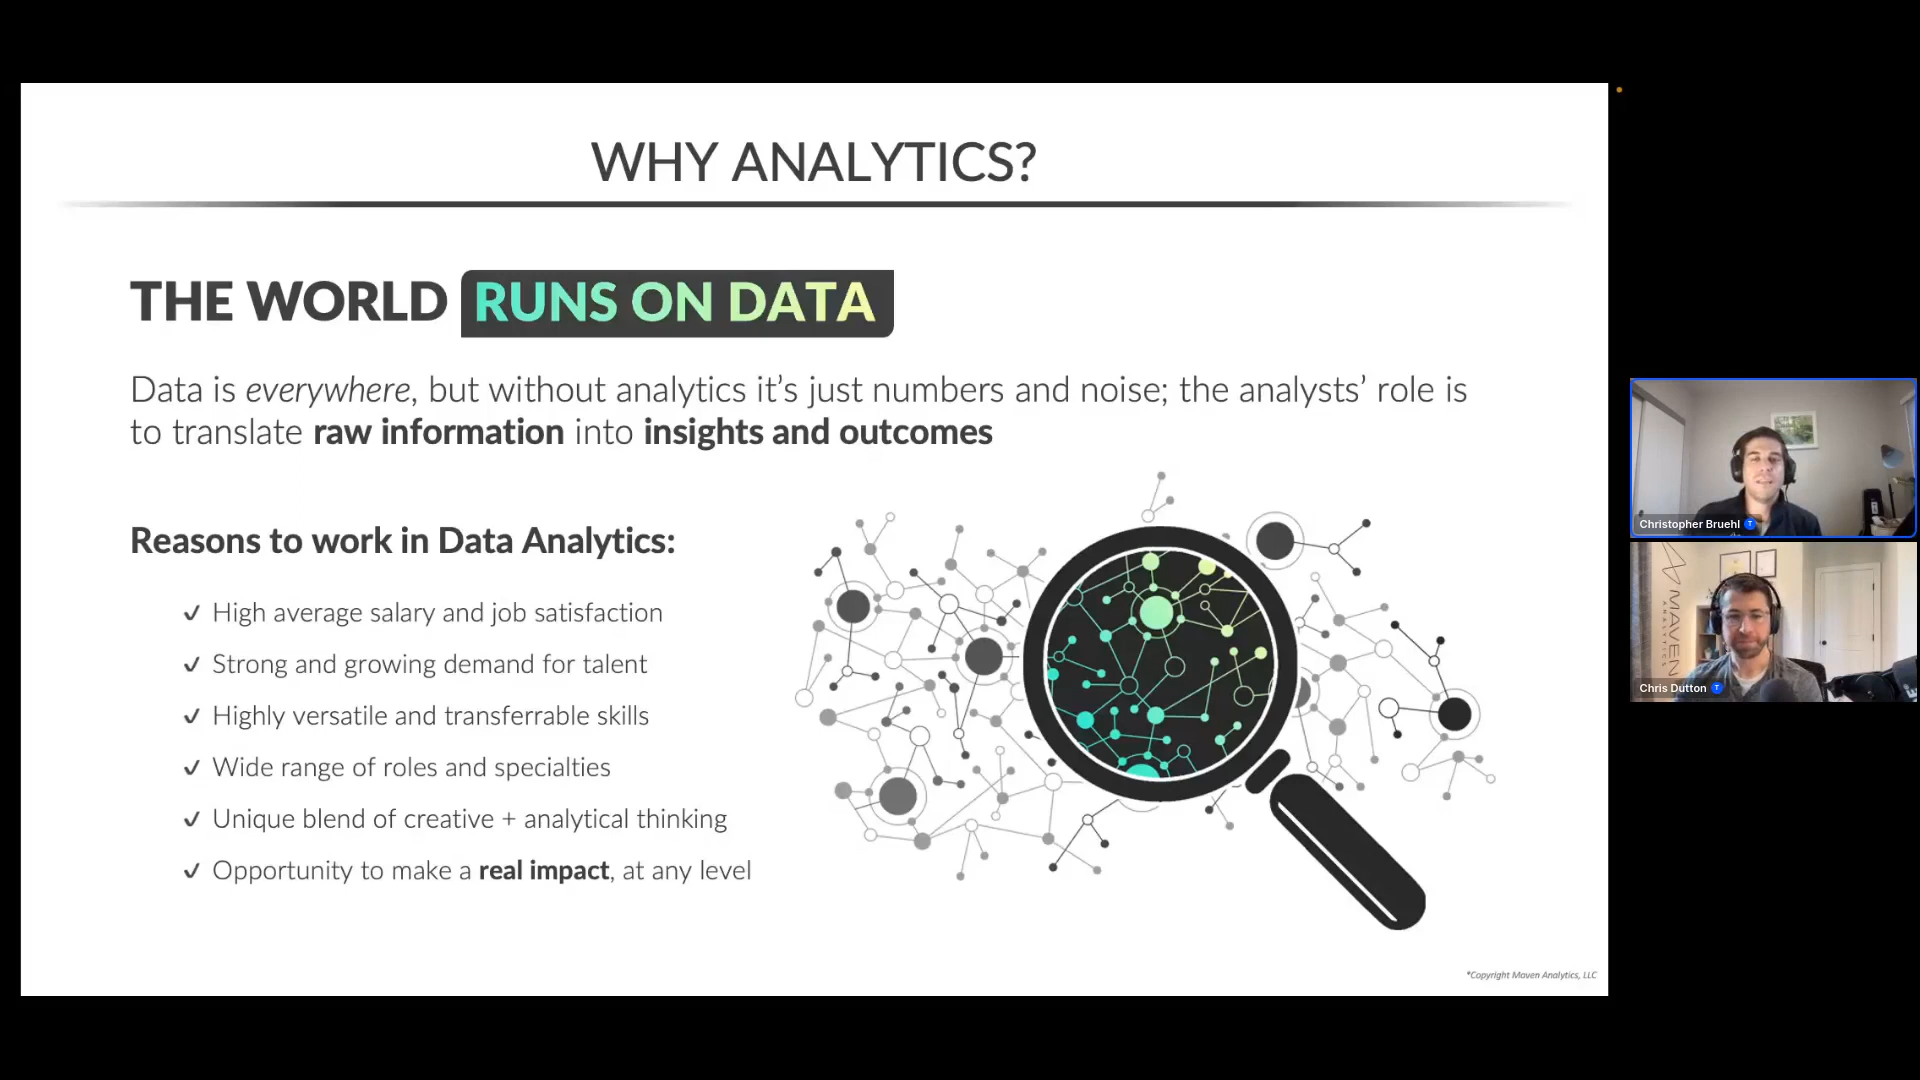 WHY ANALYTICS?
THE WORLD RUNS ON DATA
Data is everywhere, but without analytics it's just numbers and noise; the analysts' role is
to translate raw information into insights and outcomes
Reasons to work in Data Analytics:
✓ High average salary and job satisfaction
✓ Strong and growing demand for talent
✓ Highly versatile and transferrable skills
✓ Wide range of roles and specialties
✓ Unique blend of creative + analytical thinking
✓ Opportunity to make a real impact, at any level
*Copyright Maven Analytics, LLC
Christopher Bruehl T
MAVEN
ANALYTICS
Chris Dutton T